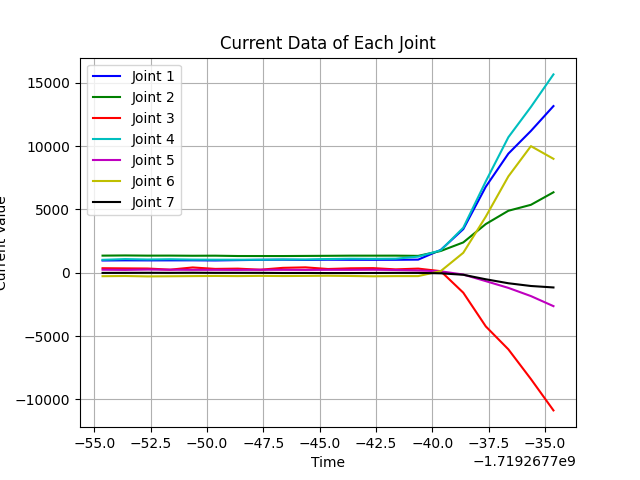 Current Data of Each Joint
Joint 1
Joint 2
Joint 3
Joint 4
Joint 5
Joint 6
Joint 7
15000
10000
5000
0
−5000
−10000
Current Value
−55.0 −52.5 −50.0 −47.5 −45.0 −42.5 −40.0 −37.5 −35.0
Time
−1.7192677e9